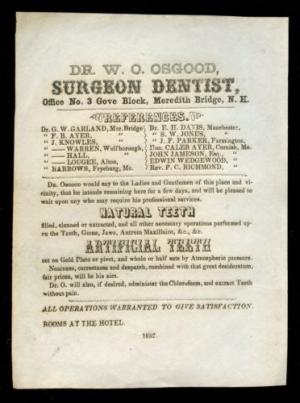 DR. W. O. OSGOOD,
SURGEON DENTIST,
Office No. 3 Gove Block, Meredith Bridge, N. H.
REFERENCES.
Dr. G. W. GARLAND, Mer. Bridge
" F. B. AYER, "
" J. KNOWLES, "
" —— WARREN, Wolfborough,
" —— HALL, "
" —— LOUGEE, Alton,
" BARROWS, Fryeburg, Me.
Dr. E. H. DAVIS, Manchester,
" S. W. JONES, "
" J. F. PARKER, Farmington,
Hon. CALEB AYER, Cornish, Me.
JOHN JAMESON, Esq., "
EDWIN WEDGEWOOD, "
Rev. P. C. RICHMOND, "
Dr. Osgood would say to the Ladies and Gentlemen of this place and vi-
cinity, that he intends remaining here for a few days, and will be pleased to
wait upon any who may require his professional services.
NATURAL TEETH
filled, cleaned or extracted, and all other necessary operations performed up-
on the Teeth, Gums, Jaws, Antrum Maxillaire, &c., &c.
ARTIFICIAL TEETH
set on Gold Plate or pivot, and whole or half sets by Atmospheric pressure.
Neatness, correctness and despatch, combined with that great desideratum,
fair prices, will be his aim.
Dr. O. will also, if desired, administer the Chloroform, and extract Teeth
without pain.
ALL OPERATIONS WARRANTED TO GIVE SATISFACTION.
ROOMS AT THE HOTEL.
1852.